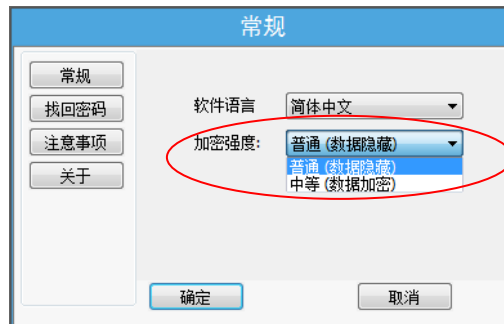 常规
常规
找回密码
注意事项
关于
软件语言 简体中文
加密强度: 普通 (数据隐藏)
普通 (数据隐藏)
中等 (数据加密)
确定 取消